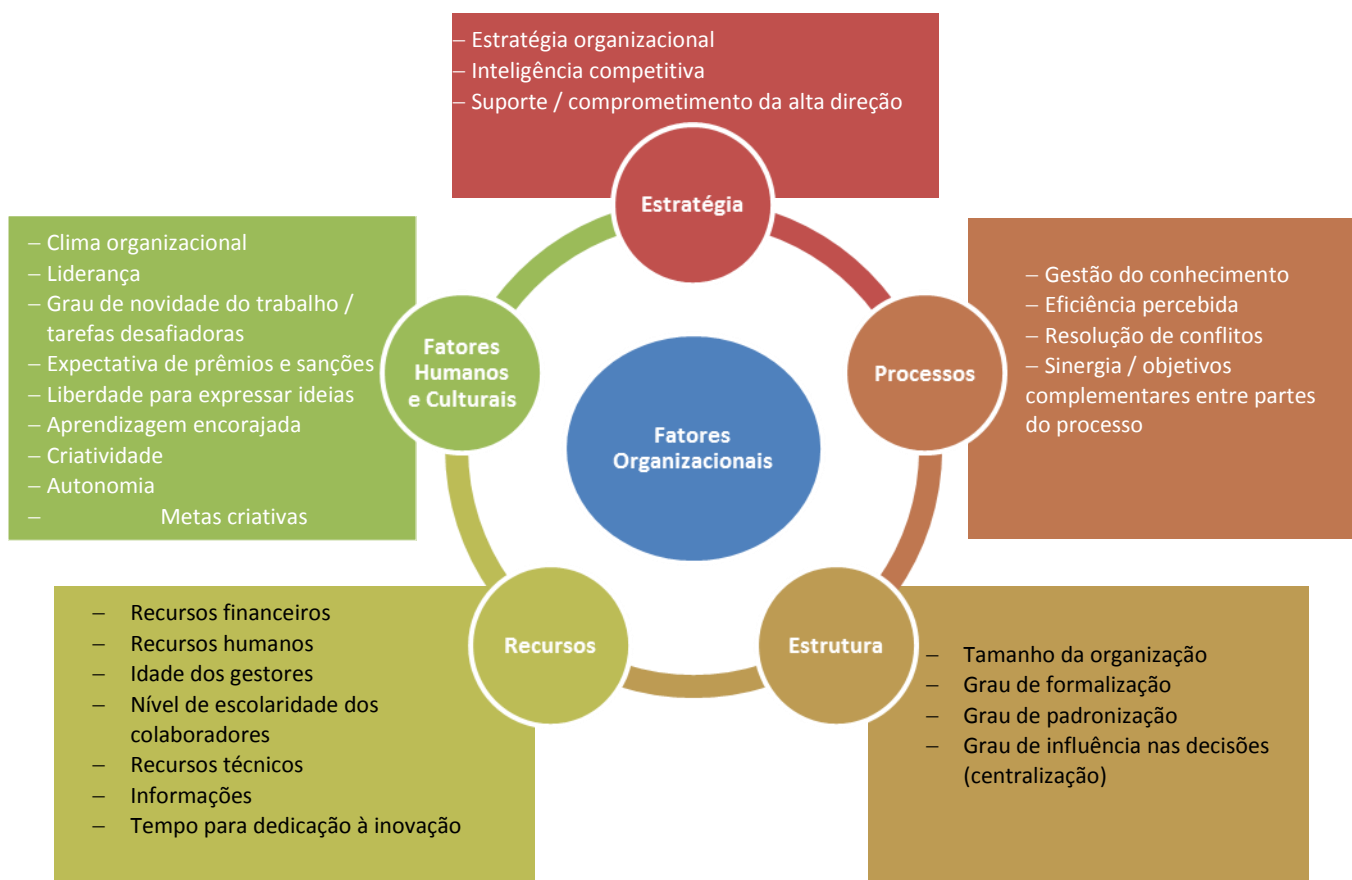 – Estratégia organizacional
– Inteligência competitiva
– Suporte / comprometimento da alta direção
Estratégia
– Clima organizacional
– Liderança
– Grau de novidade do trabalho /
tarefas desafiadoras
– Expectativa de prêmios e sanções
– Liberdade para expressar ideias
– Aprendizagem encorajada
– Criatividade
– Autonomia
– Metas criativas
Fatores
Humanos
e Culturais
Fatores
Organizacionais
Processos
– Gestão do conhecimento
– Eficiência percebida
– Resolução de conflitos
– Sinergia / objetivos
complementares entre partes
do processo
– Recursos financeiros
– Recursos humanos
– Idade dos gestores
– Nível de escolaridade dos
colaboradores
– Recursos técnicos
– Informações
– Tempo para dedicação à inovação
Recursos
Estrutura
– Tamanho da organização
– Grau de formalização
– Grau de padronização
– Grau de influência nas decisões
(centralização)